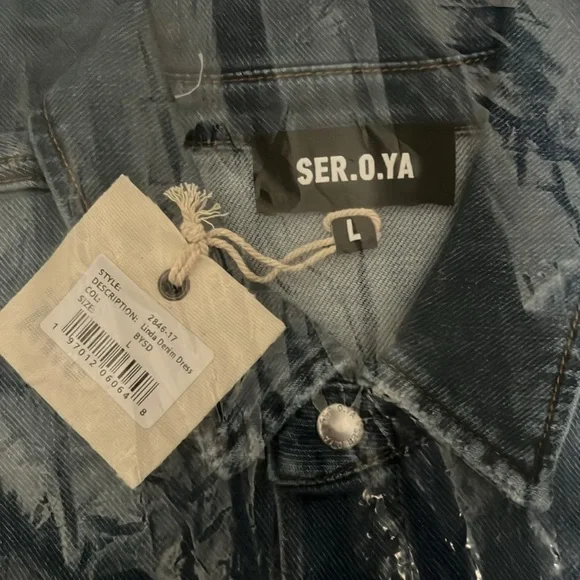 SER.O.YA
L
STYLE: 2846-17
DESCRIPTION: Linda Denim Dress
COL: BYSD
SIZE: L
1 97012 06064 8